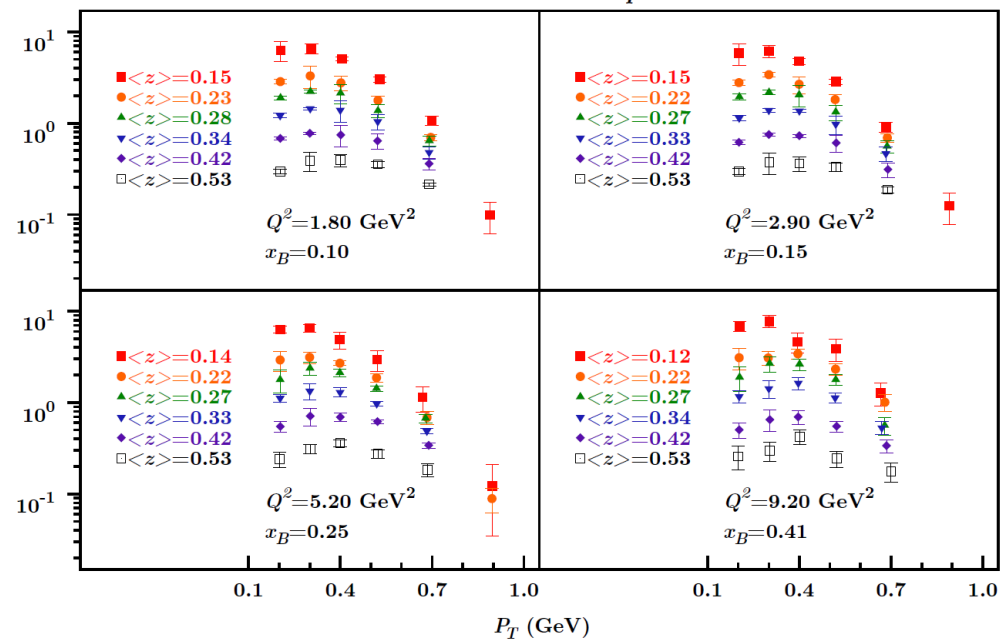 10^1
10^0
10^-1
<z>=0.15
<z>=0.23
<z>=0.28
<z>=0.34
<z>=0.42
<z>=0.53
Q^2=1.80 GeV^2
x_B=0.10
<z>=0.15
<z>=0.22
<z>=0.27
<z>=0.33
<z>=0.42
<z>=0.53
Q^2=2.90 GeV^2
x_B=0.15
10^1
10^0
10^-1
<z>=0.14
<z>=0.22
<z>=0.27
<z>=0.33
<z>=0.42
<z>=0.53
Q^2=5.20 GeV^2
x_B=0.25
<z>=0.12
<z>=0.22
<z>=0.27
<z>=0.34
<z>=0.42
<z>=0.53
Q^2=9.20 GeV^2
x_B=0.41
0.1 0.4 0.7 1.0 0.1 0.4 0.7 1.0
P_T (GeV)